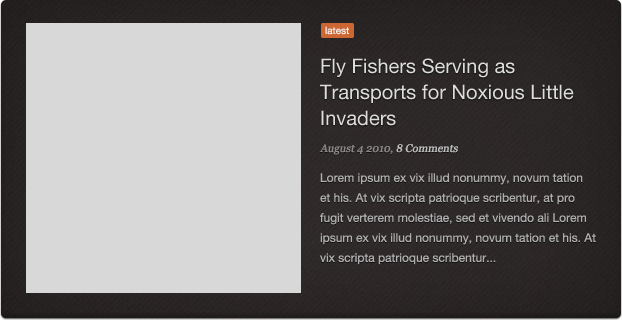 latest
Fly Fishers Serving as
Transports for Noxious Little
Invaders
August 4 2010, 8 Comments
Lorem ipsum ex vix illud nonummy, novum tation
et his. At vix scripta patrioque scribentur, at pro
fugit verterem molestiae, sed et vivendo ali Lorem
ipsum ex vix illud nonummy, novum tation et his. At
vix scripta patrioque scribentur...